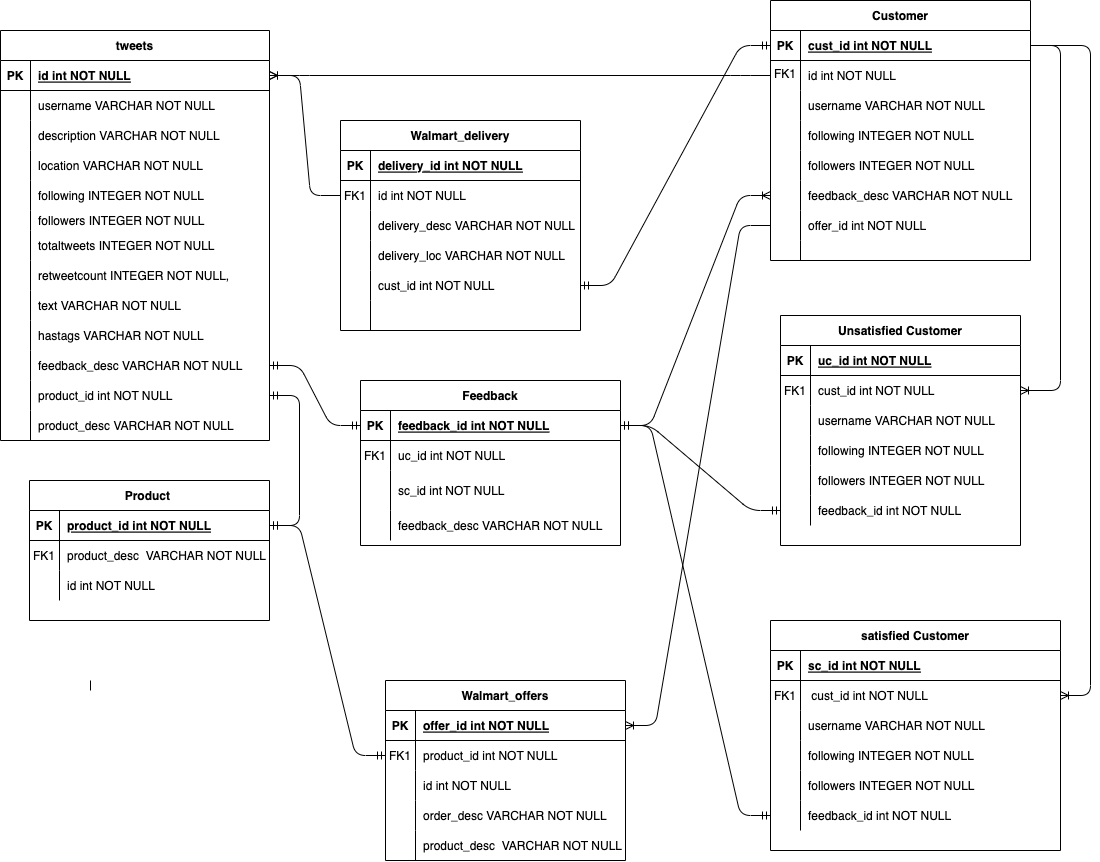 tweets
PK id int NOT NULL
username VARCHAR NOT NULL
description VARCHAR NOT NULL
location VARCHAR NOT NULL
following INTEGER NOT NULL
followers INTEGER NOT NULL
totaltweets INTEGER NOT NULL
retweetcount INTEGER NOT NULL,
text VARCHAR NOT NULL
hastags VARCHAR NOT NULL
feedback_desc VARCHAR NOT NULL
product_id int NOT NULL
product_desc VARCHAR NOT NULL
Product
PK product_id int NOT NULL
FK1 product_desc VARCHAR NOT NULL
id int NOT NULL
Walmart_delivery
PK delivery_id int NOT NULL
FK1 id int NOT NULL
delivery_desc VARCHAR NOT NULL
delivery_loc VARCHAR NOT NULL
cust_id int NOT NULL
Feedback
PK feedback_id int NOT NULL
FK1 uc_id int NOT NULL
sc_id int NOT NULL
feedback_desc VARCHAR NOT NULL
Walmart_offers
PK offer_id int NOT NULL
FK1 product_id int NOT NULL
id int NOT NULL
order_desc VARCHAR NOT NULL
product_desc VARCHAR NOT NULL
Customer
PK cust_id int NOT NULL
FK1 id int NOT NULL
username VARCHAR NOT NULL
following INTEGER NOT NULL
followers INTEGER NOT NULL
feedback_desc VARCHAR NOT NULL
offer_id int NOT NULL
Unsatisfied Customer
PK uc_id int NOT NULL
FK1 cust_id int NOT NULL
username VARCHAR NOT NULL
following INTEGER NOT NULL
followers INTEGER NOT NULL
feedback_id int NOT NULL
satisfied Customer
PK sc_id int NOT NULL
FK1 cust_id int NOT NULL
username VARCHAR NOT NULL
following INTEGER NOT NULL
followers INTEGER NOT NULL
feedback_id int NOT NULL